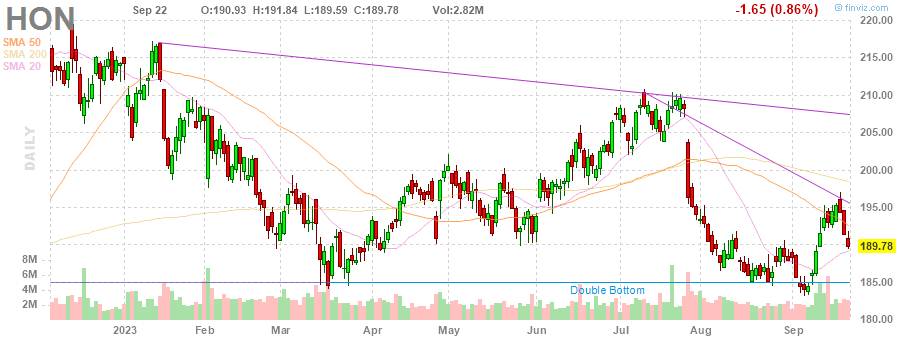 HON
Sep 22 O:190.93 H:191.84 L:189.59 C:189.78 Vol:2.82M
-1.65 (0.86%)
© finviz.com
SMA 50
SMA 200
SMA 20
DAILY
220.00
215.00
210.00
205.00
200.00
195.00
189.78
185.00
180.00
8M
6M
4M
2M
Double Bottom
2023 Feb Mar Apr May Jun Jul Aug Sep